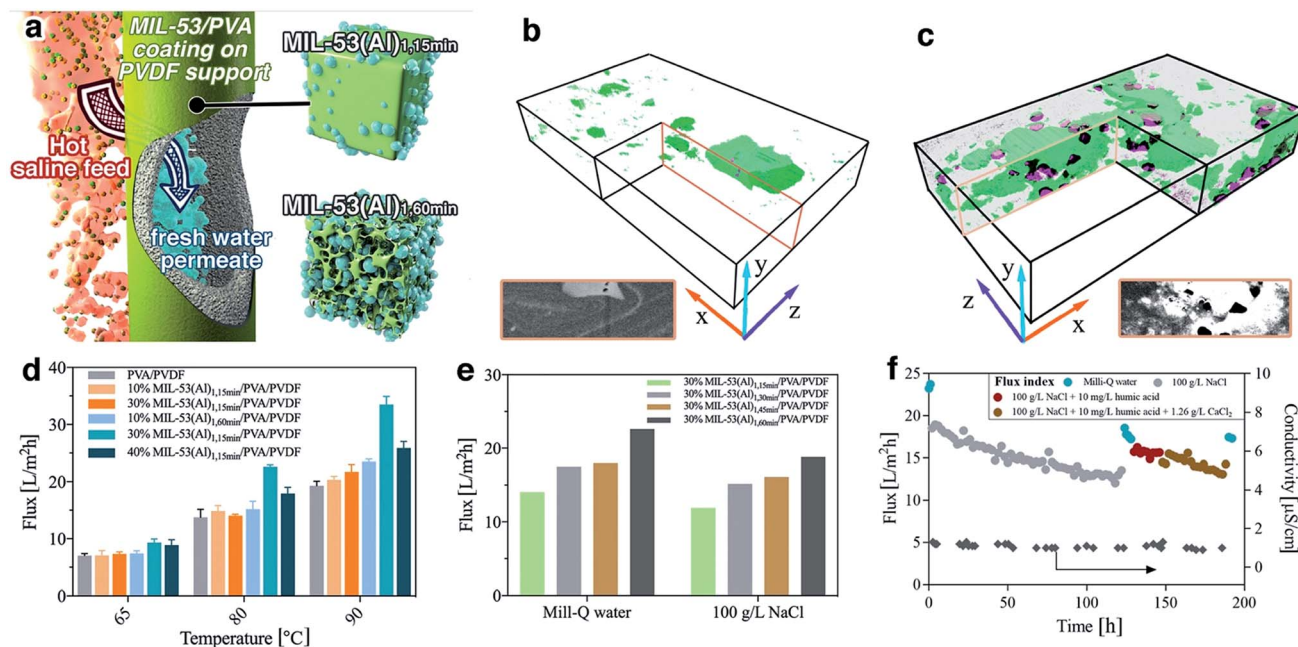 a
MIL-53/PVA
coating on
PVDF support
Hot
saline feed
fresh water
permeate
MIL-53(Al)1,15min
MIL-53(Al)1,60min
b
y
x
z
c
y
z
x
d
PVA/PVDF
10% MIL-53(Al)1,15min/PVA/PVDF
30% MIL-53(Al)1,15min/PVA/PVDF
10% MIL-53(Al)1,60min/PVA/PVDF
30% MIL-53(Al)1,15min/PVA/PVDF
40% MIL-53(Al)1,15min/PVA/PVDF
Flux [L/m²h]
40
30
20
10
0
65
80
90
Temperature [°C]
e
30% MIL-53(Al)1,15min/PVA/PVDF
30% MIL-53(Al)1,30min/PVA/PVDF
30% MIL-53(Al)1,45min/PVA/PVDF
30% MIL-53(Al)1,60min/PVA/PVDF
Flux [L/m²h]
30
20
10
0
Mill-Q water
100 g/L NaCl
f
Flux index
Milli-Q water
100 g/L NaCl
100 g/L NaCl + 10 mg/L humic acid
100 g/L NaCl + 10 mg/L humic acid + 1.26 g/L CaCl₂
Flux [L/m²h]
25
20
15
10
5
0
0
50
100
150
200
Time [h]
10
8
6
4
2
0
Conductivity [μS/cm]